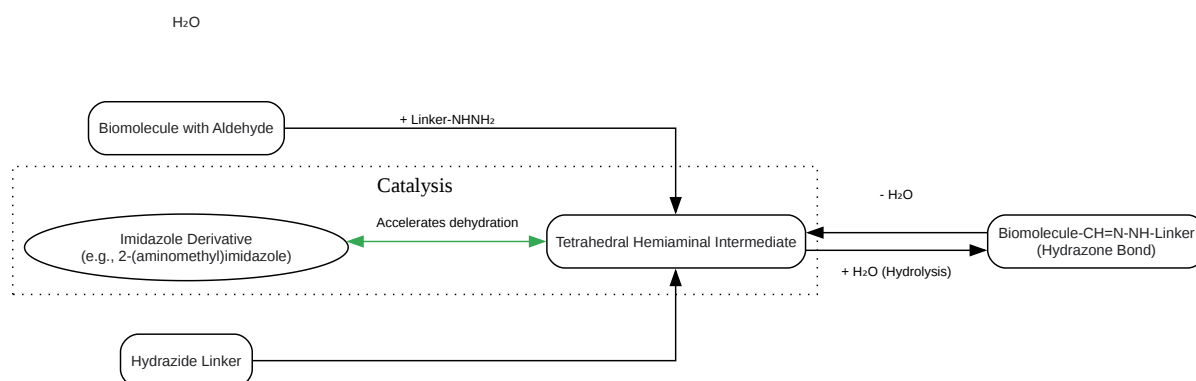 H₂O
Biomolecule with Aldehyde
+ Linker-NHNH₂
Catalysis
- H₂O
Accelerates dehydration
Imidazole Derivative
(e.g., 2-(aminomethyl)imidazole)
Tetrahedral Hemiaminal Intermediate
Biomolecule-CH=N-NH-Linker
(Hydrazone Bond)
+ H₂O (Hydrolysis)
Hydrazide Linker